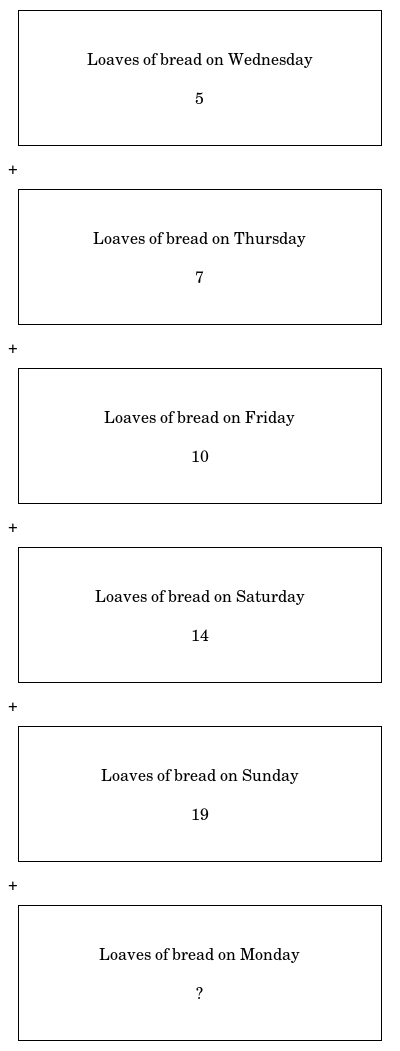 Loaves of bread on Wednesday
5
+
Loaves of bread on Thursday
7
+
Loaves of bread on Friday
10
+
Loaves of bread on Saturday
14
+
Loaves of bread on Sunday
19
+
Loaves of bread on Monday
?